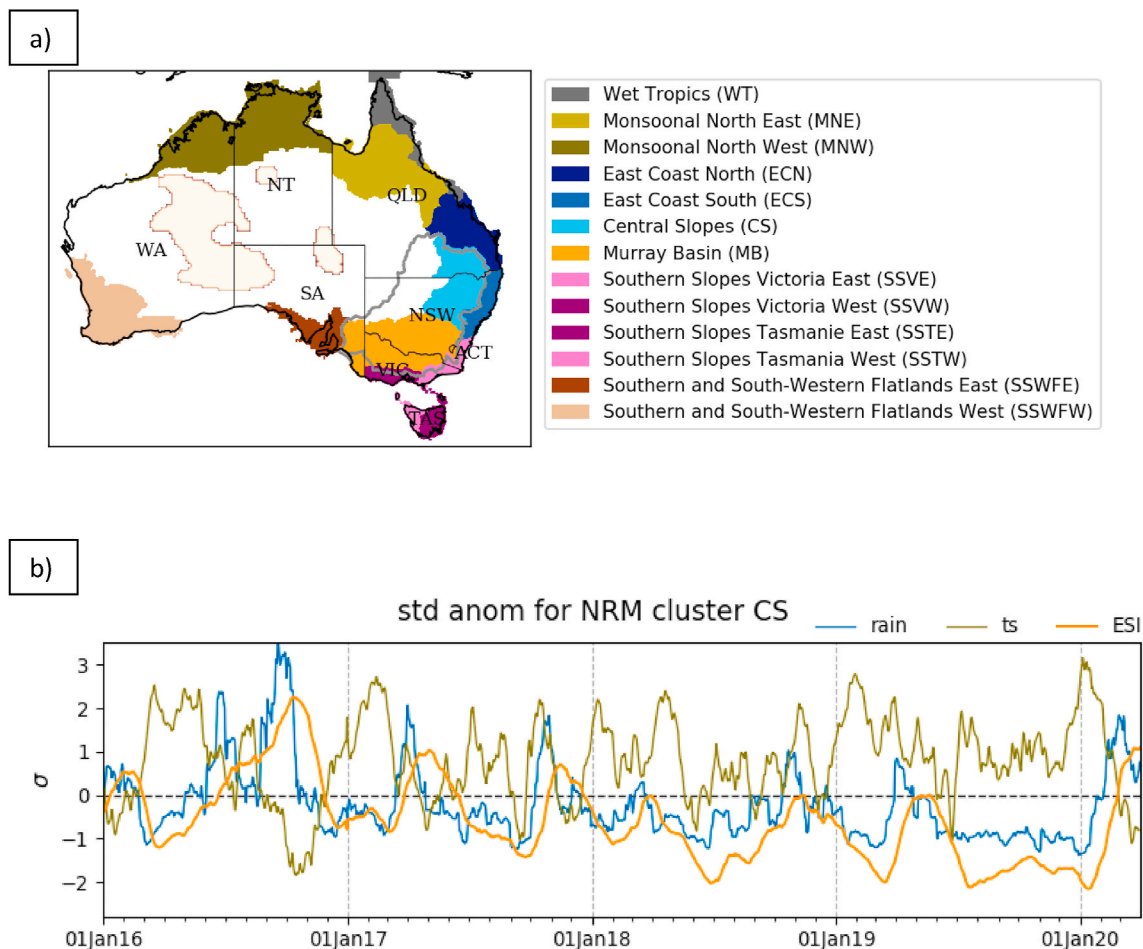 a)
NT
QLD
WA
SA
NSW
ACT
VIC
TAS
Wet Tropics (WT)
Monsoonal North East (MNE)
Monsoonal North West (MNW)
East Coast North (ECN)
East Coast South (ECS)
Central Slopes (CS)
Murray Basin (MB)
Southern Slopes Victoria East (SSVE)
Southern Slopes Victoria West (SSVW)
Southern Slopes Tasmanie East (SSTE)
Southern Slopes Tasmania West (SSTW)
Southern and South-Western Flatlands East (SSWFE)
Southern and South-Western Flatlands West (SSWFW)
b)
std anom for NRM cluster CS
rain ts ESI
3
2
1
0
−1
−2
σ
01Jan16 01Jan17 01Jan18 01Jan19 01Jan20